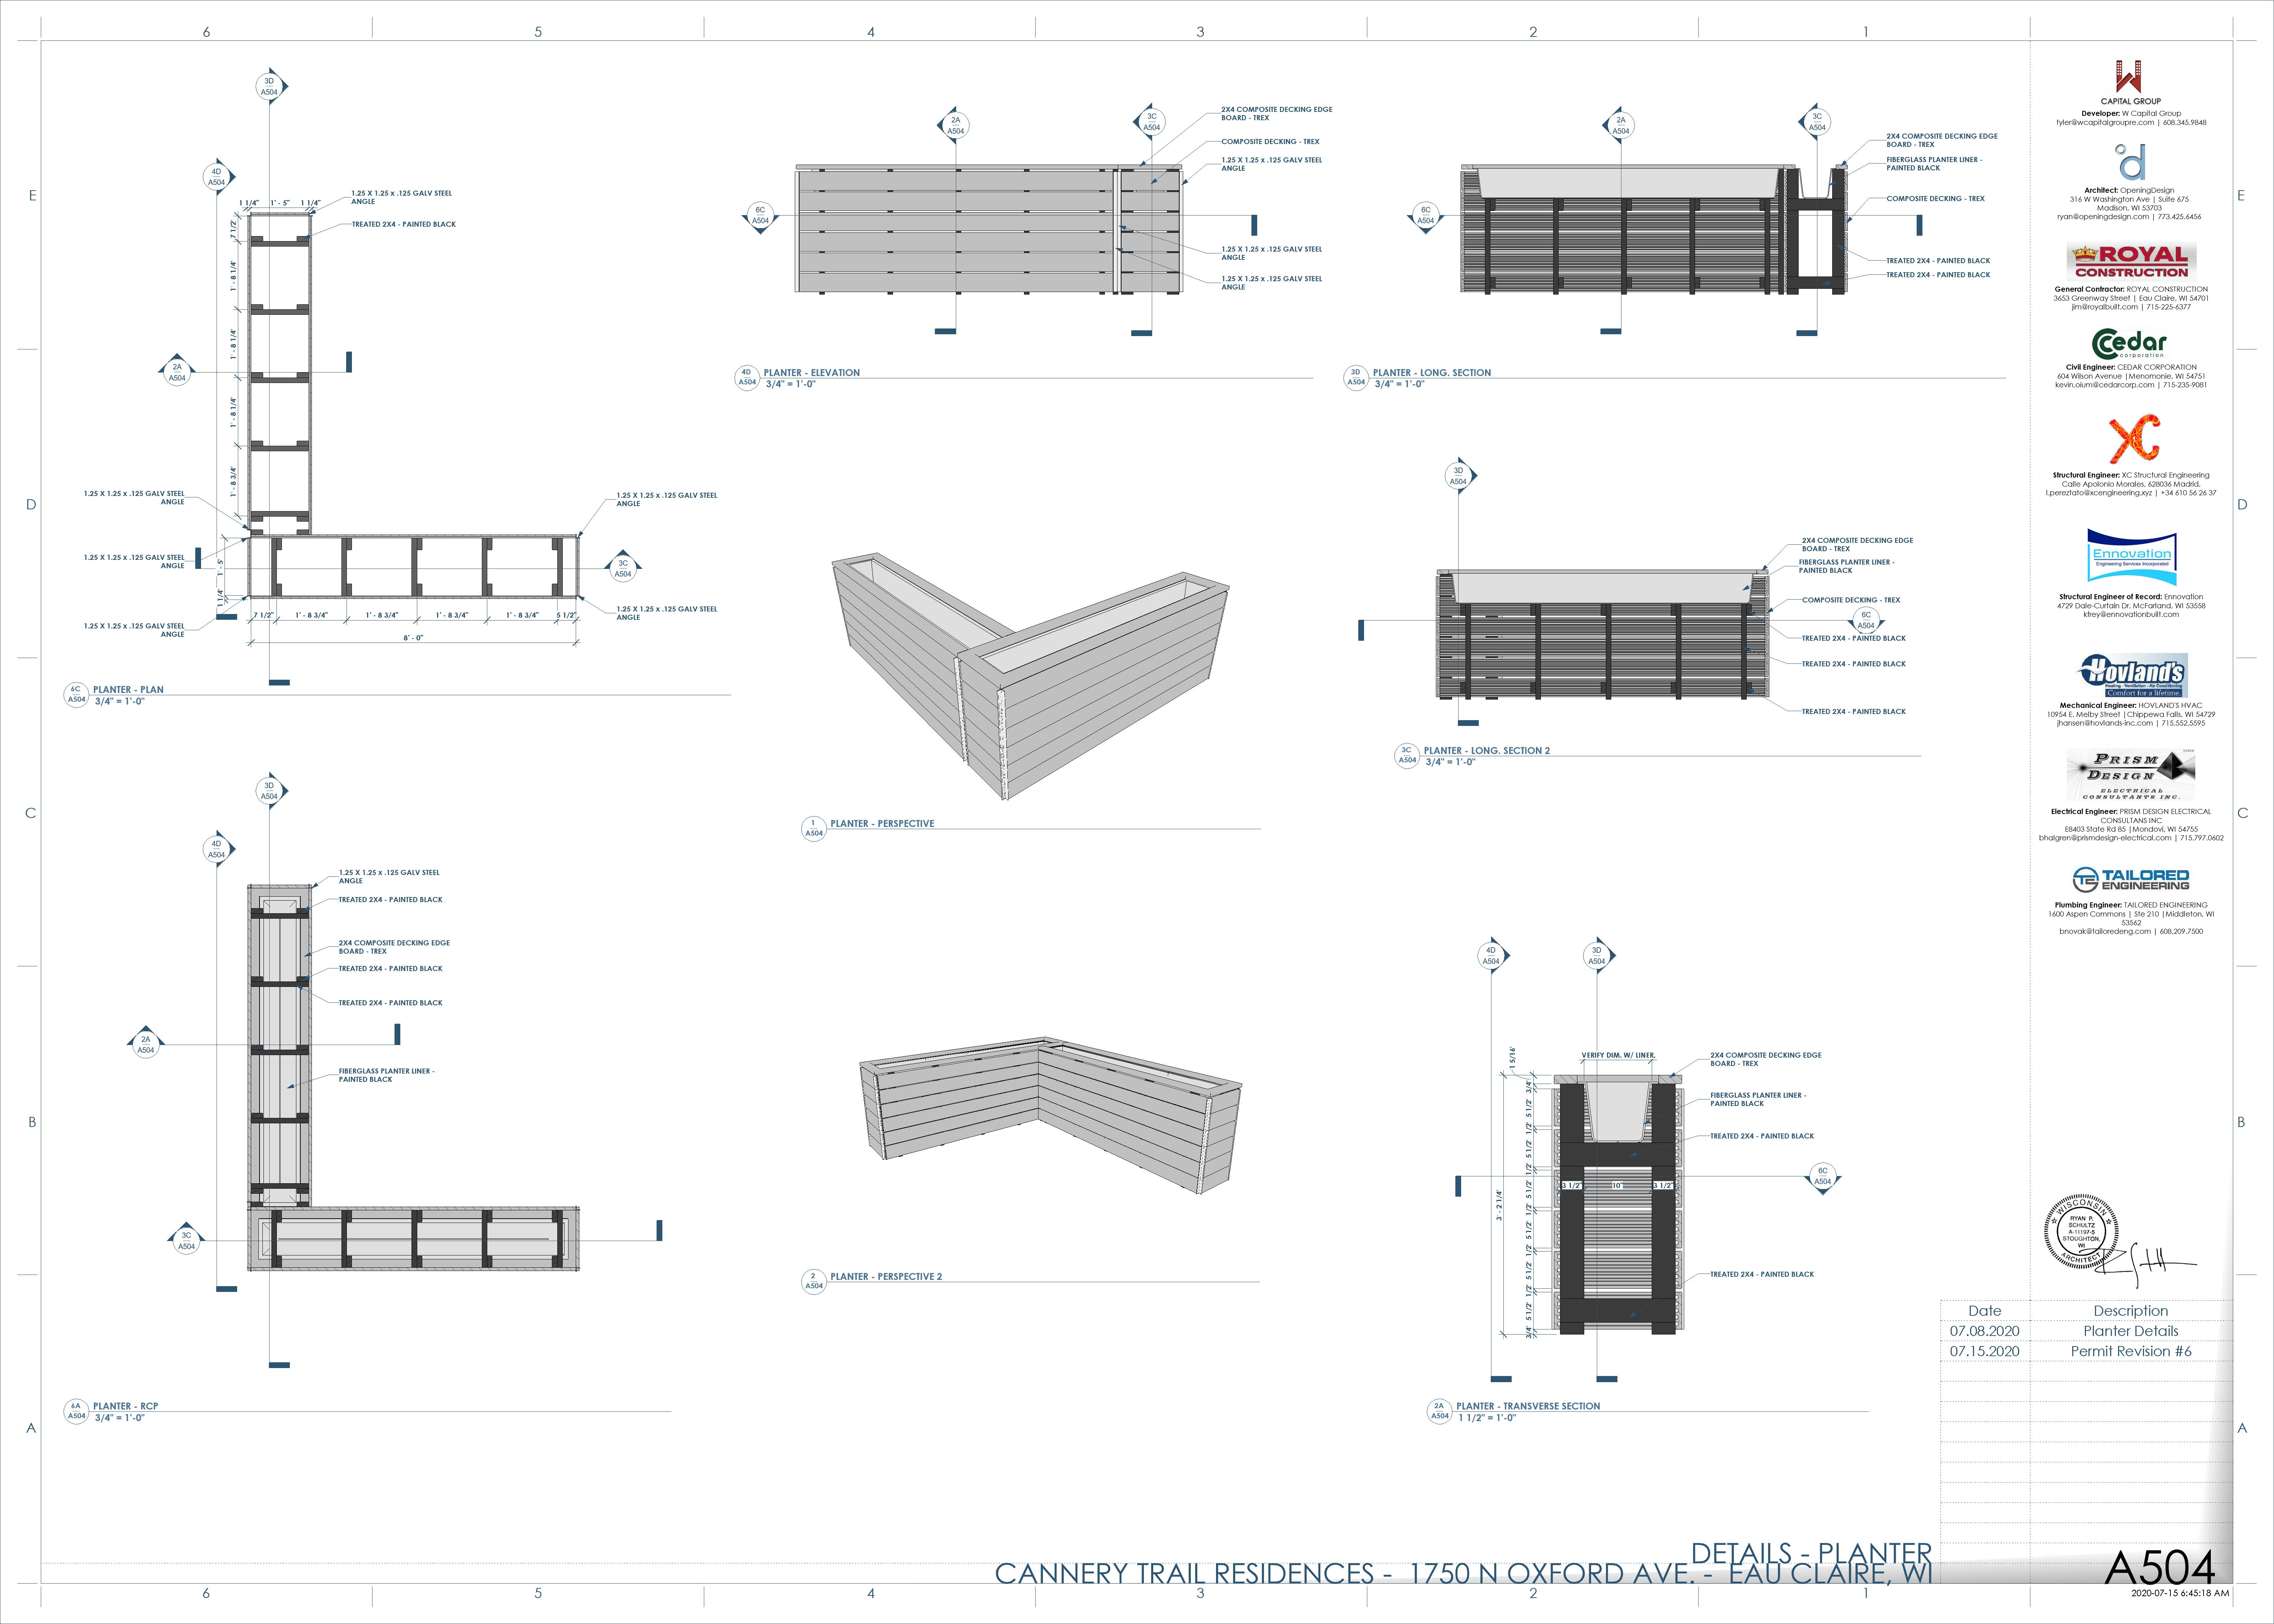 6
5
4
3
2
1
E
D
C
B
A
E
D
C
B
A
3D
A504
4D
A504
1 1/4"
1' - 5"
1 1/4"
1.25 X 1.25 x .125 GALV STEEL
ANGLE
TREATED 2X4 - PAINTED BLACK
7 1/2"
1' - 8 1/4"
1' - 8 1/4"
1' - 8 1/4"
1' - 8 3/4"
2A
A504
1.25 X 1.25 x .125 GALV STEEL
ANGLE
1.25 X 1.25 x .125 GALV STEEL
ANGLE
1.25 X 1.25 x .125 GALV STEEL
ANGLE
1.25 X 1.25 x .125 GALV STEEL
ANGLE
3C
A504
1' - 5"
1 1/4"
1.25 X 1.25 x .125 GALV STEEL
ANGLE
7 1/2"
1' - 8 3/4"
1' - 8 3/4"
1' - 8 3/4"
1' - 8 3/4"
5 1/2"
8' - 0"
6C
A504
PLANTER - PLAN
3/4" = 1'-0"
2A
A504
3C
A504
6C
A504
2X4 COMPOSITE DECKING EDGE
BOARD - TREX
COMPOSITE DECKING - TREX
1.25 X 1.25 x .125 GALV STEEL
ANGLE
1.25 X 1.25 x .125 GALV STEEL
ANGLE
1.25 X 1.25 x .125 GALV STEEL
ANGLE
4D
A504
PLANTER - ELEVATION
3/4" = 1'-0"
2A
A504
3C
A504
6C
A504
2X4 COMPOSITE DECKING EDGE
BOARD - TREX
FIBERGLASS PLANTER LINER -
PAINTED BLACK
COMPOSITE DECKING - TREX
TREATED 2X4 - PAINTED BLACK
TREATED 2X4 - PAINTED BLACK
3D
A504
PLANTER - LONG. SECTION
3/4" = 1'-0"
3D
A504
2X4 COMPOSITE DECKING EDGE
BOARD - TREX
FIBERGLASS PLANTER LINER -
PAINTED BLACK
COMPOSITE DECKING - TREX
6C
A504
TREATED 2X4 - PAINTED BLACK
TREATED 2X4 - PAINTED BLACK
TREATED 2X4 - PAINTED BLACK
3C
A504
PLANTER - LONG. SECTION 2
3/4" = 1'-0"
1
A504
PLANTER - PERSPECTIVE
3D
A504
4D
A504
1.25 X 1.25 x .125 GALV STEEL
ANGLE
TREATED 2X4 - PAINTED BLACK
2X4 COMPOSITE DECKING EDGE
BOARD - TREX
TREATED 2X4 - PAINTED BLACK
TREATED 2X4 - PAINTED BLACK
2A
A504
FIBERGLASS PLANTER LINER -
PAINTED BLACK
3C
A504
6A
A504
PLANTER - RCP
3/4" = 1'-0"
2
A504
PLANTER - PERSPECTIVE 2
4D
A504
3D
A504
1 5/16"
VERIFY DIM. W/ LINER.
2X4 COMPOSITE DECKING EDGE
BOARD - TREX
FIBERGLASS PLANTER LINER -
PAINTED BLACK
TREATED 2X4 - PAINTED BLACK
6C
A504
3 1/2"
10"
3 1/2"
3' - 2 1/4"
3/4"
5 1/2"
1/2"
5 1/2"
1/2"
5 1/2"
1/2"
5 1/2"
1/2"
5 1/2"
1/2"
5 1/2"
3/4"
TREATED 2X4 - PAINTED BLACK
2A
A504
PLANTER - TRANSVERSE SECTION
1 1/2" = 1'-0"
CAPITAL GROUP
Developer: W Capital Group
tyler@wcapitalgroupre.com | 608.345.9848
d
Architect: OpeningDesign
316 W Washington Ave | Suite 675
Madison, WI 53703
ryan@openingdesign.com | 773.425.6456
ROYAL
CONSTRUCTION
General Contractor: ROYAL CONSTRUCTION
3653 Greenway Street | Eau Claire, WI 54701
jim@royalbuilt.com | 715-225-6377
Cedar
corporation
Civil Engineer: CEDAR CORPORATION
604 Wilson Avenue |Menomonie, WI 54751
kevin.oium@cedarcorp.com | 715-235-9081
XC
Structural Engineer: XC Structural Engineering
Calle Apolonio Morales, 628036 Madrid,
l.pereztato@xcengineering.xyz | +34 610 56 26 37
Ennovation
Engineering Services Incorporated
Structural Engineer of Record: Ennovation
4729 Dale-Curtain Dr, McFarland, WI 53558
kfrey@ennovationbuilt.com
Hovland's
Heating · Ventilation · Air Conditioning
Comfort for a lifetime.
Mechanical Engineer: HOVLAND'S HVAC
10954 E. Melby Street |Chippewa Falls, WI 54729
jhansen@hovlands-inc.com | 715.552.5595
PRISM
DESIGN
ELECTRICAL
CONSULTANTS INC.
Electrical Engineer: PRISM DESIGN ELECTRICAL
CONSULTANS INC
E8403 State Rd 85 |Mondovi, WI 54755
bhalgren@prismdesign-electrical.com | 715.797.0602
TE TAILORED
ENGINEERING
Plumbing Engineer: TAILORED ENGINEERING
1600 Aspen Commons | Ste 210 |Middleton, WI
53562
bnovak@tailoredeng.com | 608.209.7500
WISCONSIN
RYAN P.
SCHULTZ
A-11197-5
STOUGHTON,
WI
ARCHITECT
Date Description
07.08.2020 Planter Details
07.15.2020 Permit Revision #6
DETAILS - PLANTER
CANNERY TRAIL RESIDENCES - 1750 N OXFORD AVE. - EAU CLAIRE, WI
A504
2020-07-15 6:45:18 AM
6
5
4
3
2
1